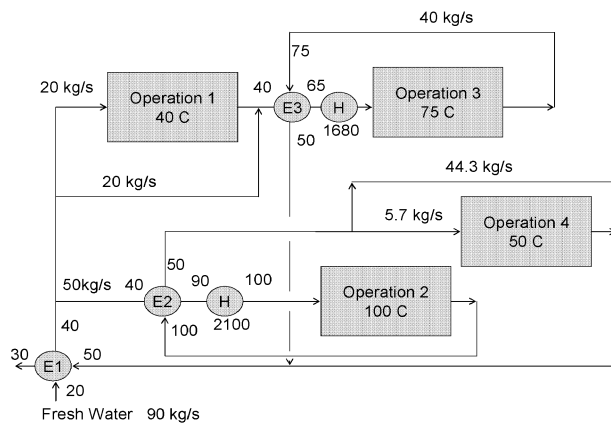 40 kg/s
75
20 kg/s
40
65
Operation 1
40 C
E3
H
Operation 3
75 C
50
1680
20 kg/s
44.3 kg/s
5.7 kg/s
Operation 4
50 C
50
50kg/s
40
90
100
E2
H
Operation 2
100 C
100
2100
40
30
50
E1
20
Fresh Water 90 kg/s